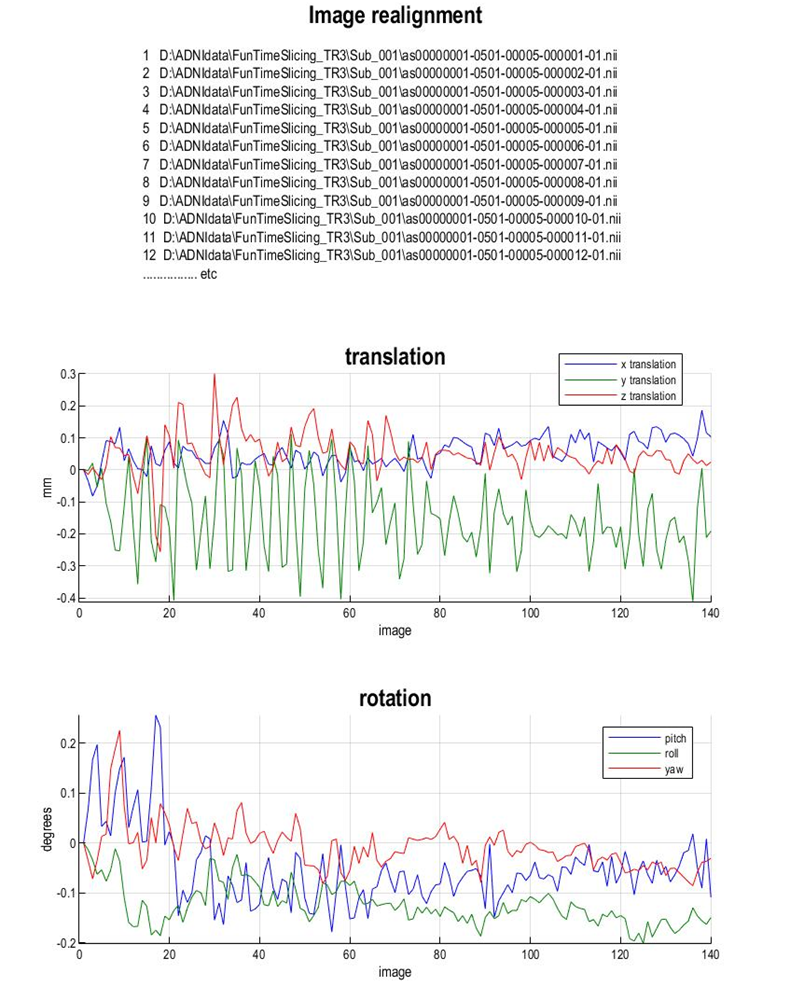 Image realignment
1 D:\ADNIdata\FunTimeSlicing_TR3\Sub_001\as00000001-0501-00005-000001-01.nii
2 D:\ADNIdata\FunTimeSlicing_TR3\Sub_001\as00000001-0501-00005-000002-01.nii
3 D:\ADNIdata\FunTimeSlicing_TR3\Sub_001\as00000001-0501-00005-000003-01.nii
4 D:\ADNIdata\FunTimeSlicing_TR3\Sub_001\as00000001-0501-00005-000004-01.nii
5 D:\ADNIdata\FunTimeSlicing_TR3\Sub_001\as00000001-0501-00005-000005-01.nii
6 D:\ADNIdata\FunTimeSlicing_TR3\Sub_001\as00000001-0501-00005-000006-01.nii
7 D:\ADNIdata\FunTimeSlicing_TR3\Sub_001\as00000001-0501-00005-000007-01.nii
8 D:\ADNIdata\FunTimeSlicing_TR3\Sub_001\as00000001-0501-00005-000008-01.nii
9 D:\ADNIdata\FunTimeSlicing_TR3\Sub_001\as00000001-0501-00005-000009-01.nii
10 D:\ADNIdata\FunTimeSlicing_TR3\Sub_001\as00000001-0501-00005-000010-01.nii
11 D:\ADNIdata\FunTimeSlicing_TR3\Sub_001\as00000001-0501-00005-000011-01.nii
12 D:\ADNIdata\FunTimeSlicing_TR3\Sub_001\as00000001-0501-00005-000012-01.nii
................ etc
translation
x translation
y translation
z translation
0.3
0.2
0.1
0
-0.1
-0.2
-0.3
-0.4
mm
0 20 40 60 80 100 120 140
image
rotation
pitch
roll
yaw
0.2
0.1
0
-0.1
-0.2
degrees
0 20 40 60 80 100 120 140
image